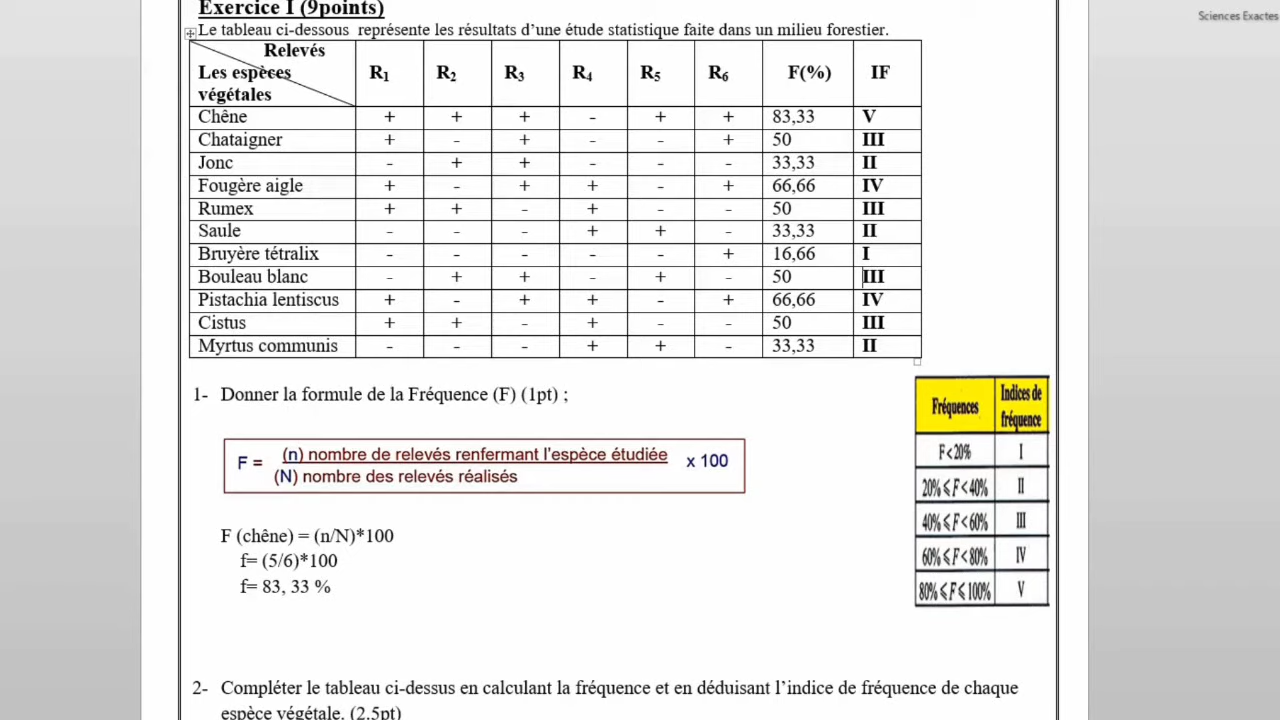 Sciences Exactes
Exercice I (9points)
Le tableau ci-dessous représente les résultats d'une étude statistique faite dans un milieu forestier.
Relevés
Les espèces végétales R1 R2 R3 R4 R5 R6 F(%) IF
Chêne + + + - + + 83,33 V
Chataigner + - + - - + 50 III
Jonc - + + - - - 33,33 II
Fougère aigle + - + + - + 66,66 IV
Rumex + + - + - - 50 III
Saule - - - + + - 33,33 II
Bruyère tétralix - - - - - + 16,66 I
Bouleau blanc - + + - + - 50 III
Pistachia lentiscus + - + + - + 66,66 IV
Cistus + + - + - - 50 III
Myrtus communis - - - + + - 33,33 II
1- Donner la formule de la Fréquence (F) (1pt) ;
F = (n) nombre de relevés renfermant l'espèce étudiée x 100
(N) nombre des relevés réalisés
F (chêne) = (n/N)*100
f= (5/6)*100
f= 83, 33 %
Fréquences Indices de fréquence
F<20% I
20%⩽F<40% II
40%⩽F<60% III
60%⩽F<80% IV
80%⩽F⩽100% V
2- Compléter le tableau ci-dessus en calculant la fréquence et en déduisant l'indice de fréquence de chaque
espèce végétale. (2.5pt)